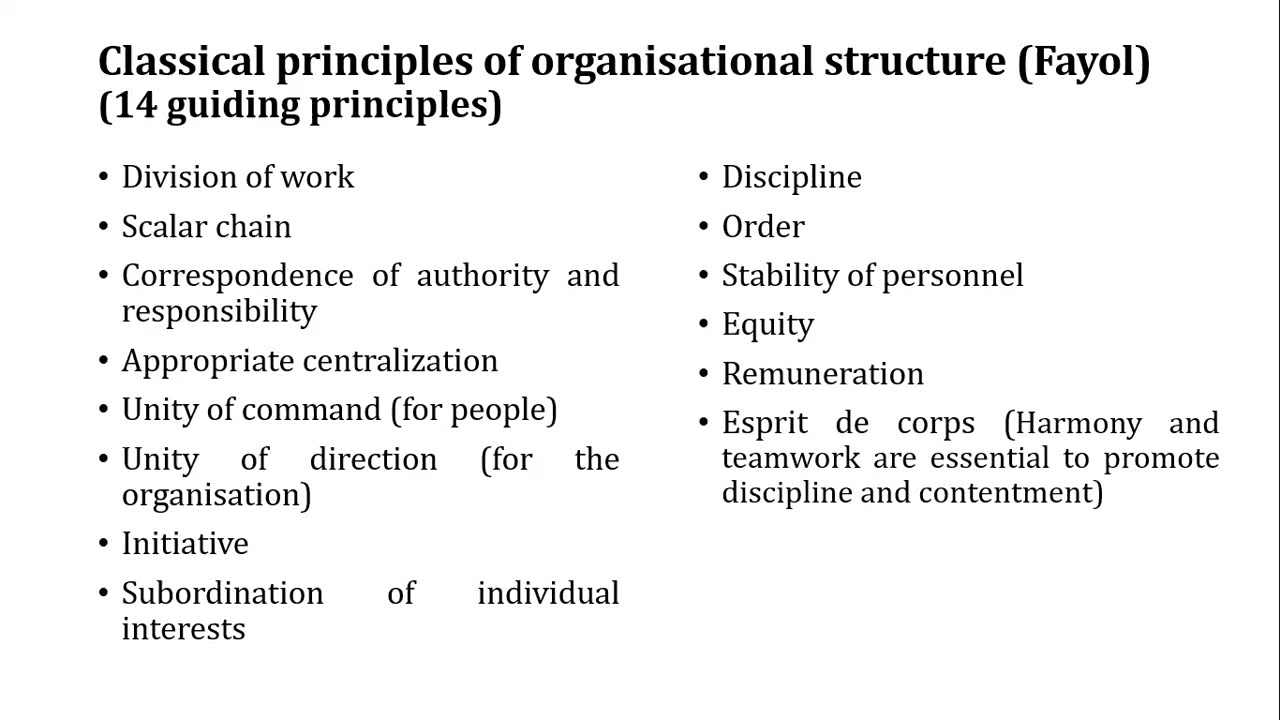 Classical principles of organisational structure (Fayol)
(14 guiding principles)
• Division of work
• Scalar chain
• Correspondence of authority and
responsibility
• Appropriate centralization
• Unity of command (for people)
• Unity of direction (for the
organisation)
• Initiative
• Subordination of individual
interests
• Discipline
• Order
• Stability of personnel
• Equity
• Remuneration
• Esprit de corps (Harmony and
teamwork are essential to promote
discipline and contentment)